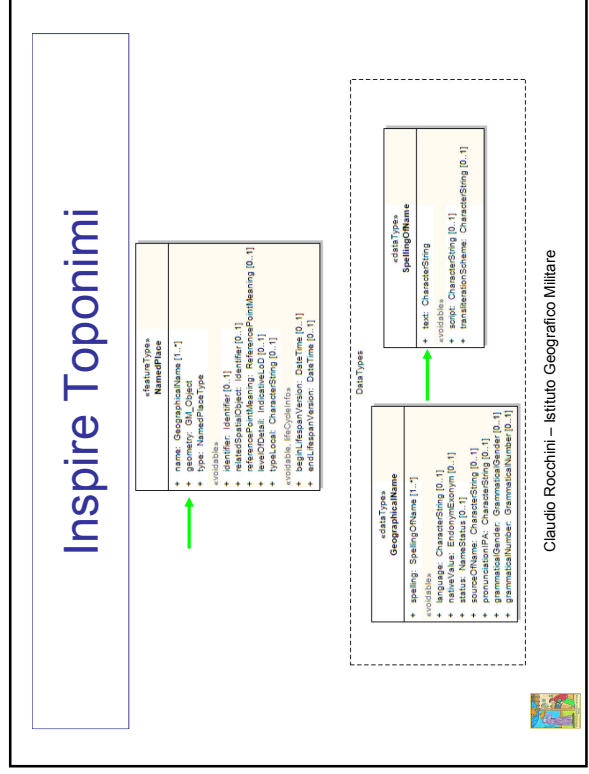 Inspire Toponimi
«featureType»
NamedPlace
+ name: GeographicalName [1..*]
+ geometry: GM_Object
+ type: NamedPlaceType
«voidable»
+ identifier: Identifier [0..1]
+ relatedSpatialObject: Identifier [0..1]
+ referencePointMeaning: ReferencePointMeaning [0..1]
+ levelOfDetail: IndicativeLoD [0..1]
+ typeLocal: CharacterString [0..1]
«voidable, lifeCycleInfo»
+ beginLifespanVersion: DateTime [0..1]
+ endLifespanVersion: DateTime [0..1]
DataTypes
«dataType»
GeographicalName
+ spelling: SpellingOfName [1..*]
«voidable»
+ language: CharacterString [0..1]
+ nativeValue: EndonymExonym [0..1]
+ status: NameStatus [0..1]
+ sourceOfName: CharacterString [0..1]
+ pronunciationIPA: CharacterString [0..1]
+ grammaticalGender: GrammaticalGender [0..1]
+ grammaticalNumber: GrammaticalNumber [0..1]
«dataType»
SpellingOfName
+ text: CharacterString
«voidable»
+ script: CharacterString [0..1]
+ transliterationScheme: CharacterString [0..1]
Claudio Rocchini – Istituto Geografico Militare